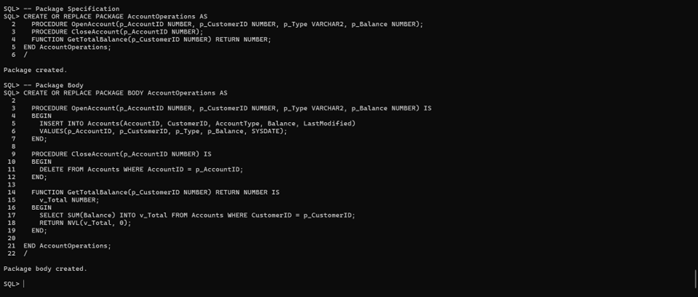 SQL> -- Package Specification
SQL> CREATE OR REPLACE PACKAGE AccountOperations AS
  2    PROCEDURE OpenAccount(p_AccountID NUMBER, p_CustomerID NUMBER, p_Type VARCHAR2, p_Balance NUMBER);
  3    PROCEDURE CloseAccount(p_AccountID NUMBER);
  4    FUNCTION GetTotalBalance(p_CustomerID NUMBER) RETURN NUMBER;
  5  END AccountOperations;
  6  /

Package created.

SQL> -- Package Body
SQL> CREATE OR REPLACE PACKAGE BODY AccountOperations AS
  2
  3    PROCEDURE OpenAccount(p_AccountID NUMBER, p_CustomerID NUMBER, p_Type VARCHAR2, p_Balance NUMBER) IS
  4    BEGIN
  5      INSERT INTO Accounts(AccountID, CustomerID, AccountType, Balance, LastModified)
  6      VALUES(p_AccountID, p_CustomerID, p_Type, p_Balance, SYSDATE);
  7    END;
  8
  9    PROCEDURE CloseAccount(p_AccountID NUMBER) IS
 10    BEGIN
 11      DELETE FROM Accounts WHERE AccountID = p_AccountID;
 12    END;
 13
 14    FUNCTION GetTotalBalance(p_CustomerID NUMBER) RETURN NUMBER IS
 15      v_Total NUMBER;
 16    BEGIN
 17      SELECT SUM(Balance) INTO v_Total FROM Accounts WHERE CustomerID = p_CustomerID;
 18      RETURN NVL(v_Total, 0);
 19    END;
 20
 21  END AccountOperations;
 22  /

Package body created.

SQL>